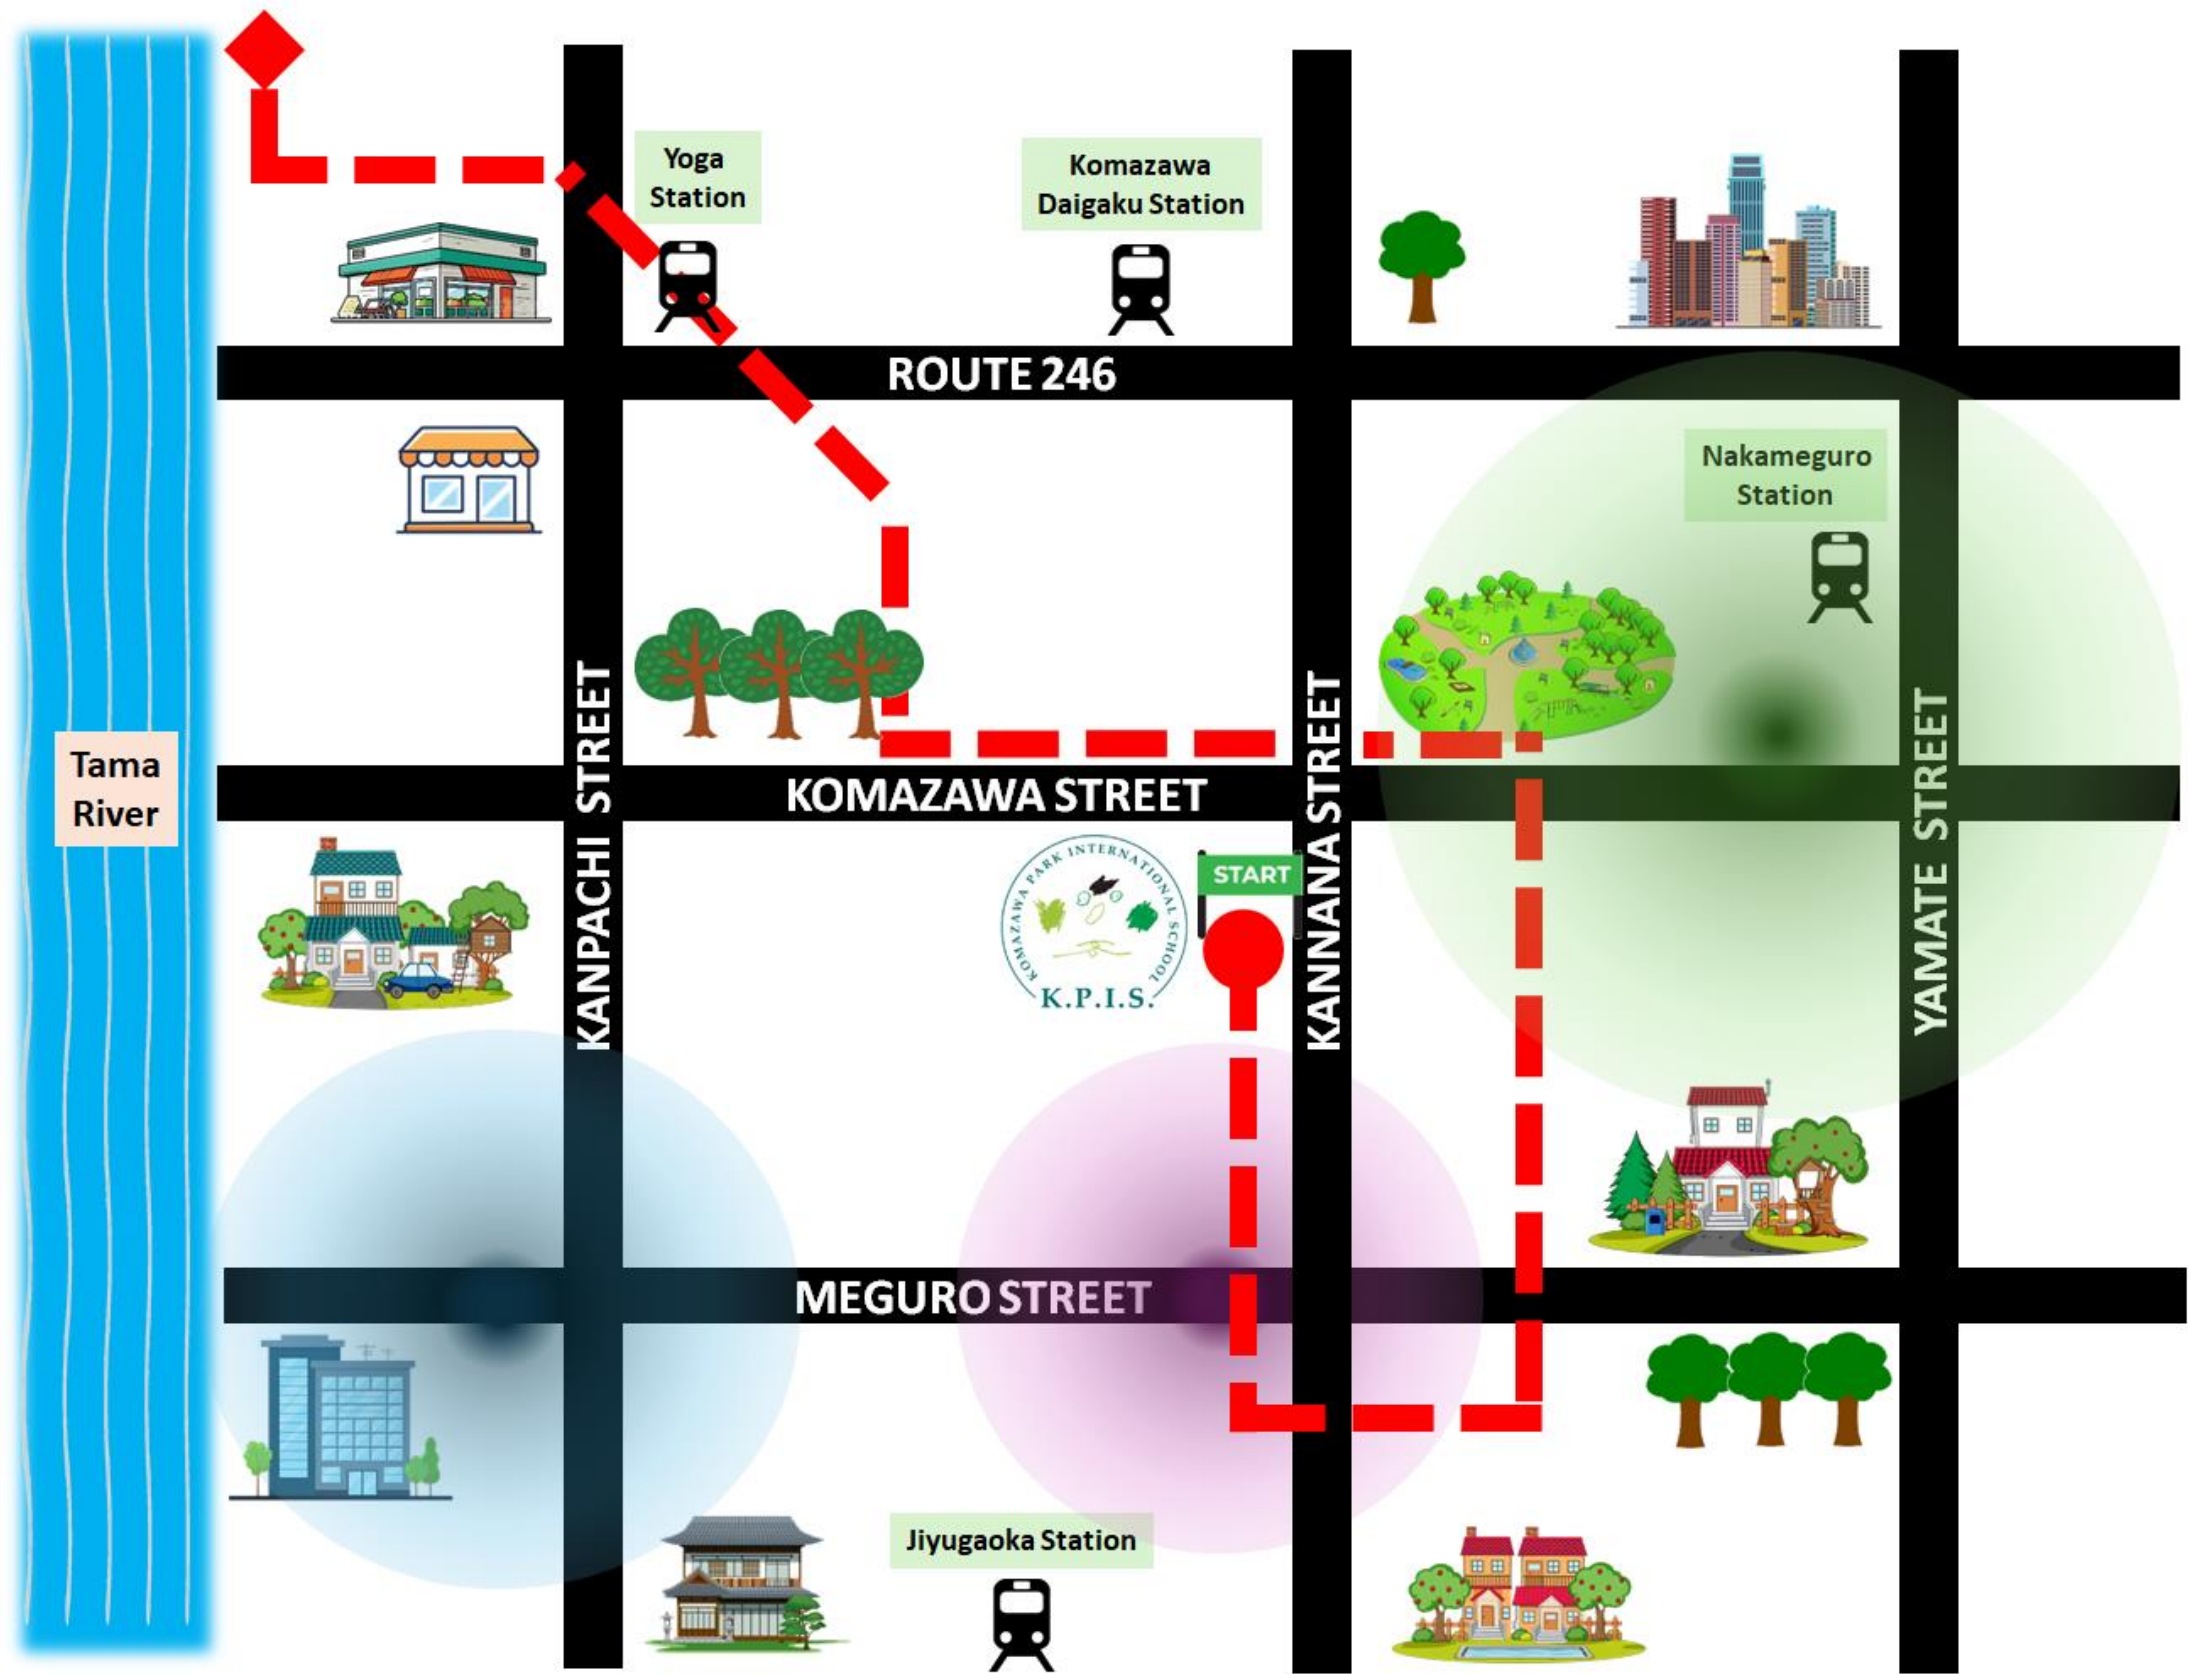 Yoga
Station
Komazawa
Daigaku Station
ROUTE 246
Nakameguro
Station
Tama
River
KANPACHI STREET
KOMAZAWA STREET
KANNANA STREET
YAMATE STREET
KOMAZAWA PARK INTERNATIONAL SCHOOL
K.P.I.S.
START
MEGURO STREET
Jiyugaoka Station